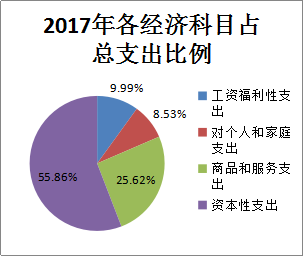 2017年各经济科目占
总支出比例
9.99%
8.53%
25.62%
55.86%
工资福利性支
出
对个人和家庭
支出
商品和服务支
出
资本性支出